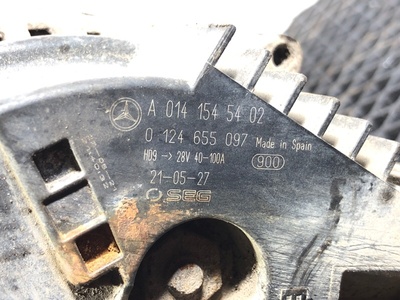 A 014 154 54 02
0 124 655 097 Made in Spain
HD9 → 28V 40-100A
900
21-05-27
SEG